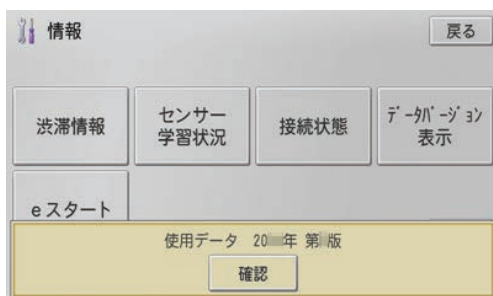 情報
戻る
渋滞情報
センサー
学習状況
接続状態
ﾃﾞｰﾀﾊﾞｰｼﾞｮﾝ
表示
eスタート
使用データ 20 年 第 版
確認